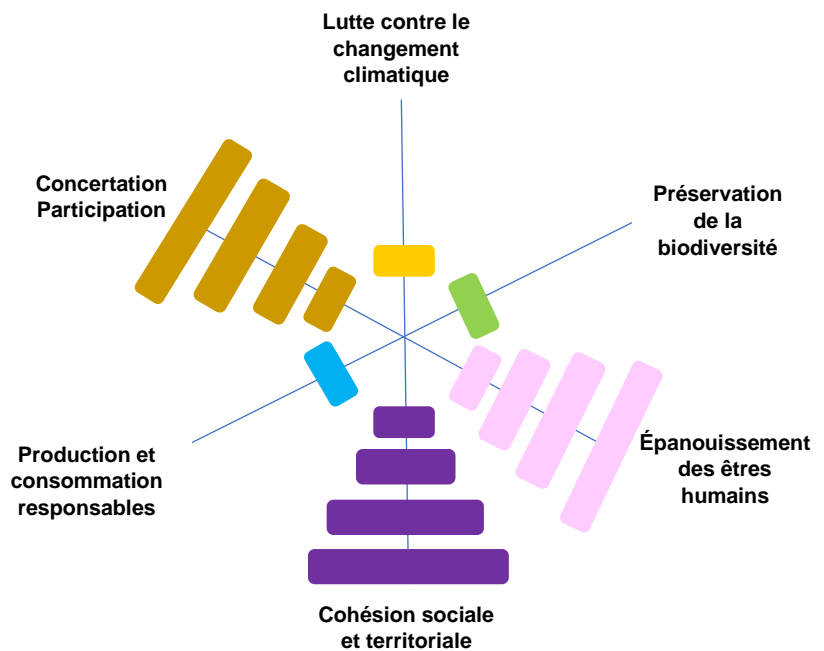 Lutte contre le
changement
climatique
Concertation
Participation
Préservation
de la
biodiversité
Production et
consommation
responsables
Épanouissement
des êtres
humains
Cohésion sociale
et territoriale